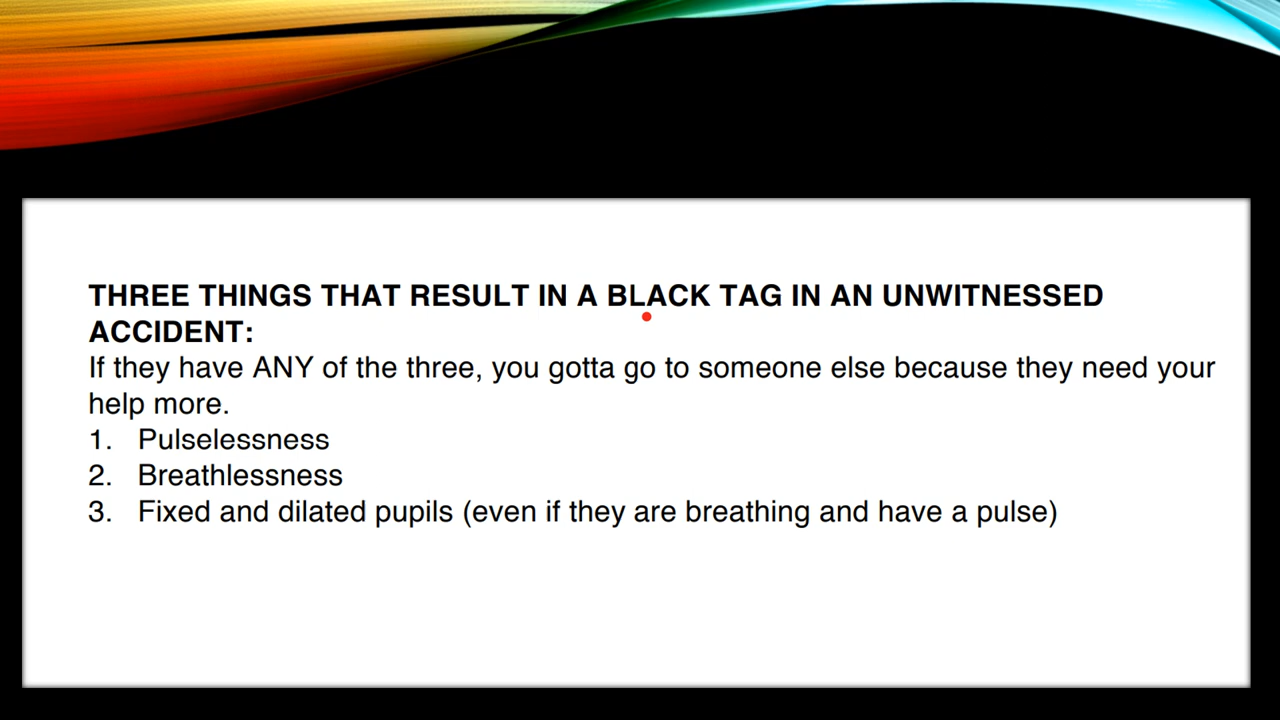 THREE THINGS THAT RESULT IN A BLACK TAG IN AN UNWITNESSED
ACCIDENT:
If they have ANY of the three, you gotta go to someone else because they need your
help more.
1. Pulselessness
2. Breathlessness
3. Fixed and dilated pupils (even if they are breathing and have a pulse)